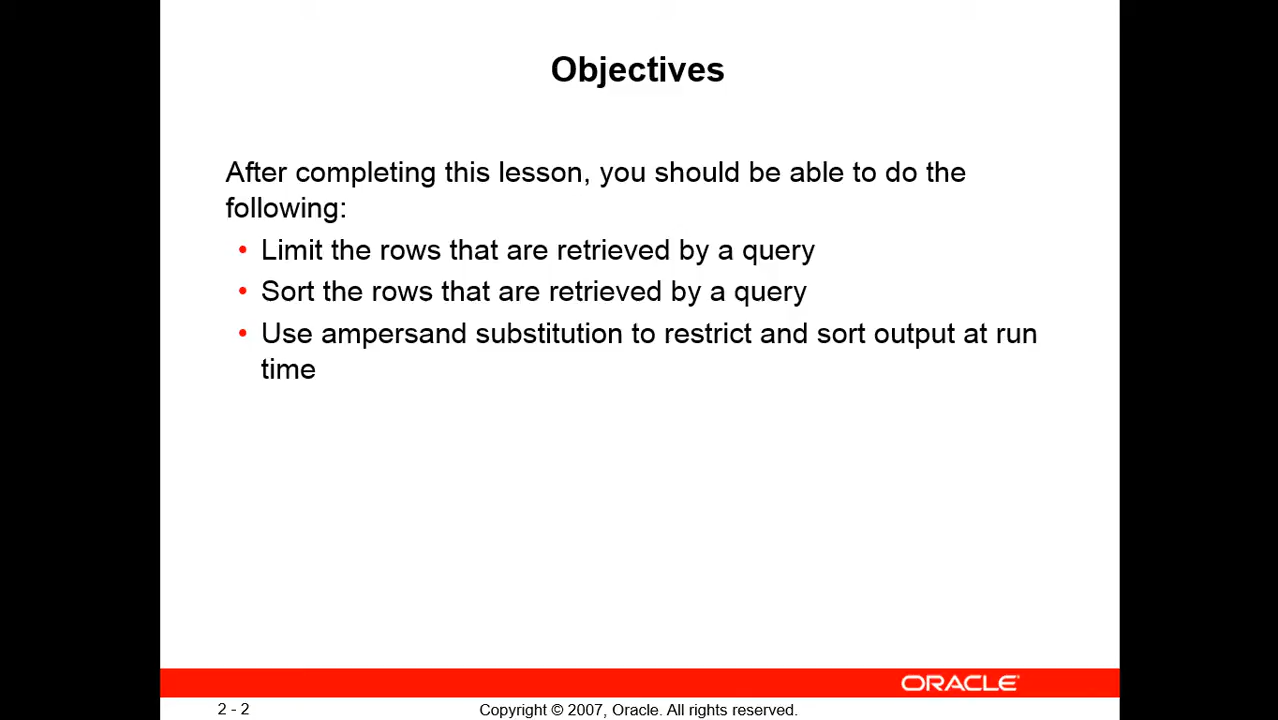 Objectives
After completing this lesson, you should be able to do the
following:
• Limit the rows that are retrieved by a query
• Sort the rows that are retrieved by a query
• Use ampersand substitution to restrict and sort output at run
time
ORACLE®
2 - 2
Copyright © 2007, Oracle. All rights reserved.